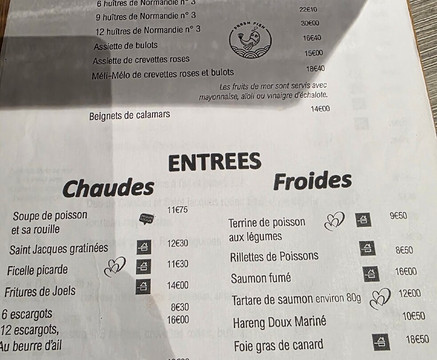 6 huîtres de Normandie n° 3
9 huîtres de Normandie n° 3 22€10
12 huîtres de Normandie n° 3 30€00
Assiette de bulots 16€40
Assiette de crevettes roses 15€00
Méli-Mélo de crevettes roses et bulots 18€40
Les fruits de mer sont servis avec
mayonnaise, aïoli ou vinaigre d'échalote.
Beignets de calamars 14€00
ENTREES
Chaudes
Soupe de poisson 11€75
et sa rouille
Saint Jacques gratinées 12€30
Ficelle picarde 11€30
Fritures de Joels 14€00
6 escargots 8€30
12 escargots, 16€00
Au beurre d'ail
Froides
Terrine de poisson 9€50
aux légumes
Rillettes de Poissons 8€50
Saumon fumé 16€00
Tartare de saumon environ 80g 12€00
Hareng Doux Mariné 10€50
Foie gras de canard 18€50